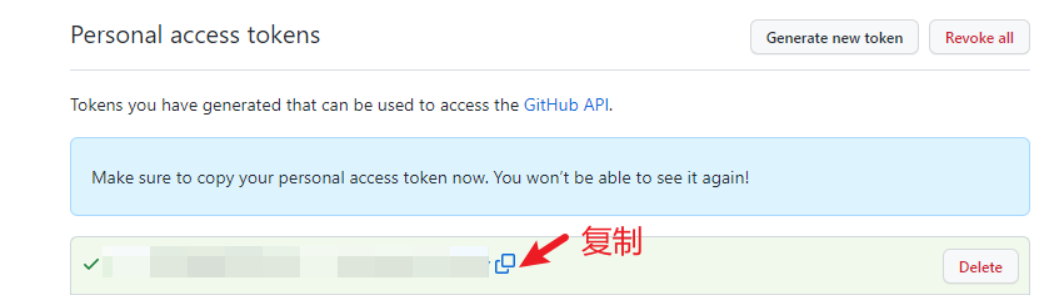 Personal access tokens
Generate new token
Revoke all
Tokens you have generated that can be used to access the GitHub API.
Make sure to copy your personal access token now. You won't be able to see it again!
复制
Delete